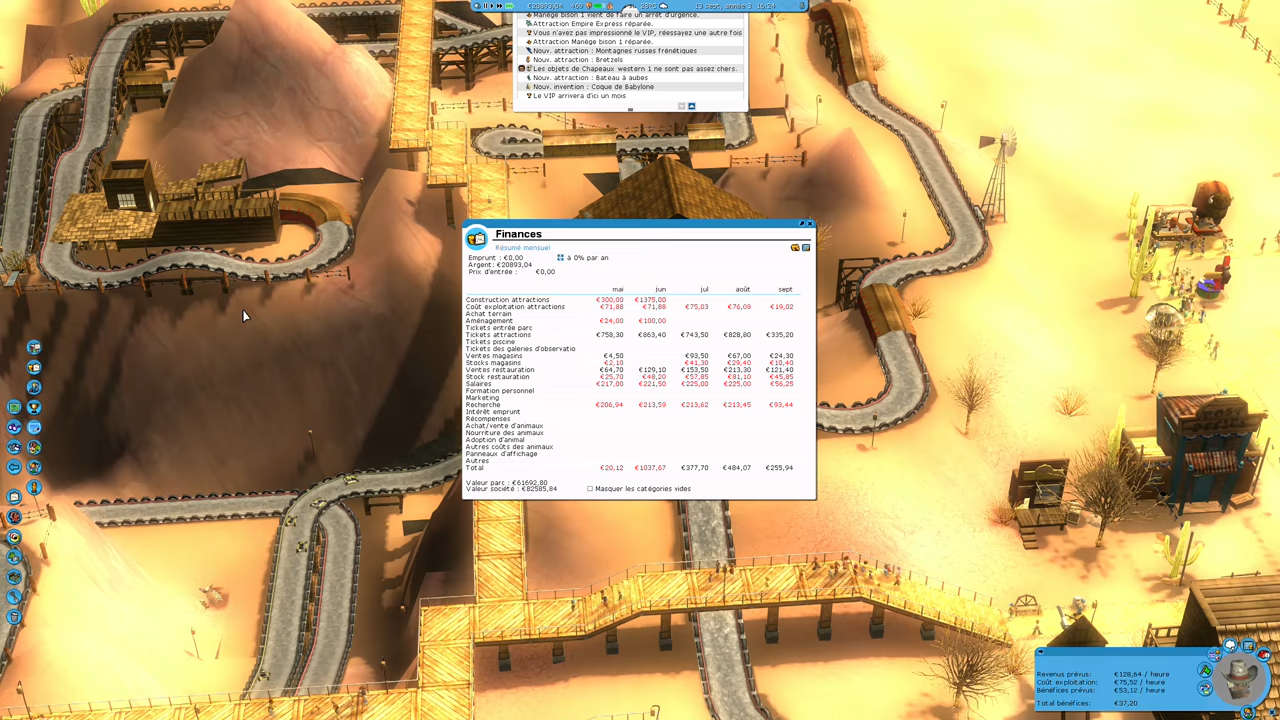 €20893,04 469 28°C 13 sept, année 3 16:24
Manège bison 1 vient de faire un arrêt d'urgence.
Attraction Empire Express réparée.
Vous n'avez pas impressionné le VIP, réessayez une autre fois
Attraction Manège bison 1 réparée.
Nouv. attraction : Montagnes russes frénétiques
Nouv. attraction : Bretzels
Les objets de Chapeaux western 1 ne sont pas assez chers.
Nouv. attraction : Bateau à aubes
Nouv. invention : Coque de Babylone
Le VIP arrivera d'ici un mois
Finances
Résumé mensuel
Emprunt : €0,00 à 0% par an
Argent: €20893,04
Prix d'entrée : €0,00
mai jun jul août sept
Construction attractions €300,00 €1375,00
Coût exploitation attractions €71,88 €71,88 €75,03 €76,08 €19,02
Achat terrain
Aménagement €24,00 €100,00
Tickets entrée parc
Tickets attractions €758,30 €863,40 €743,50 €828,80 €335,20
Tickets piscine
Tickets des galeries d'observatio
Ventes magasins €4,50 €93,50 €67,00 €24,30
Stocks magasins €2,10 €41,30 €29,40 €10,40
Ventes restauration €64,70 €129,10 €153,50 €213,30 €121,40
Stock restauration €25,70 €48,20 €57,85 €81,10 €45,85
Salaires €217,00 €221,50 €225,00 €225,00 €56,25
Formation personnel
Marketing
Recherche €206,94 €213,59 €213,62 €213,45 €93,44
Intérêt emprunt
Récompenses
Achat/vente d'animaux
Nourriture des animaux
Adoption d'animal
Autres coûts des animaux
Panneaux d'affichage
Autres
Total €20,12 €1037,67 €377,70 €484,07 €255,94
Valeur parc : €61692,80
Valeur société : €82585,84 Masquer les catégories vides
Revenus prévus: €128,64 / heure
Coût exploitation: €75,52 / heure
Bénéfices prévus: €53,12 / heure
Total bénéfices: €37,20